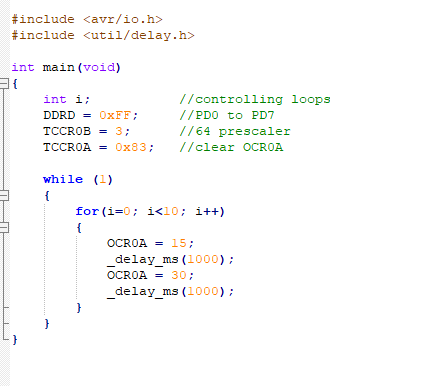 #include <avr/io.h>
#include <util/delay.h>

int main(void)
{
    int i;           //controlling loops
    DDRD = 0xFF;     //PD0 to PD7
    TCCR0B = 3;      //64 prescaler
    TCCR0A = 0x83;   //clear OCR0A

    while (1)
    {
        for(i=0; i<10; i++)
        {
            OCR0A = 15;
            _delay_ms(1000);
            OCR0A = 30;
            _delay_ms(1000);
        }
    }
}